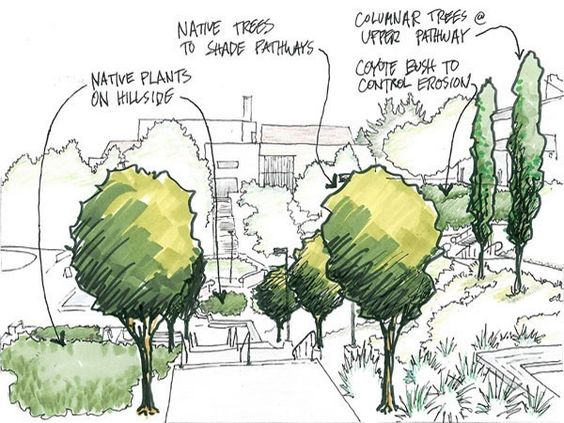 NATIVE TREES
TO SHADE PATHWAYS
COLUMNAR TREES @
UPPER PATHWAY
COYOTE BUSH TO
CONTROL EROSION
NATIVE PLANTS
ON HILLSIDE